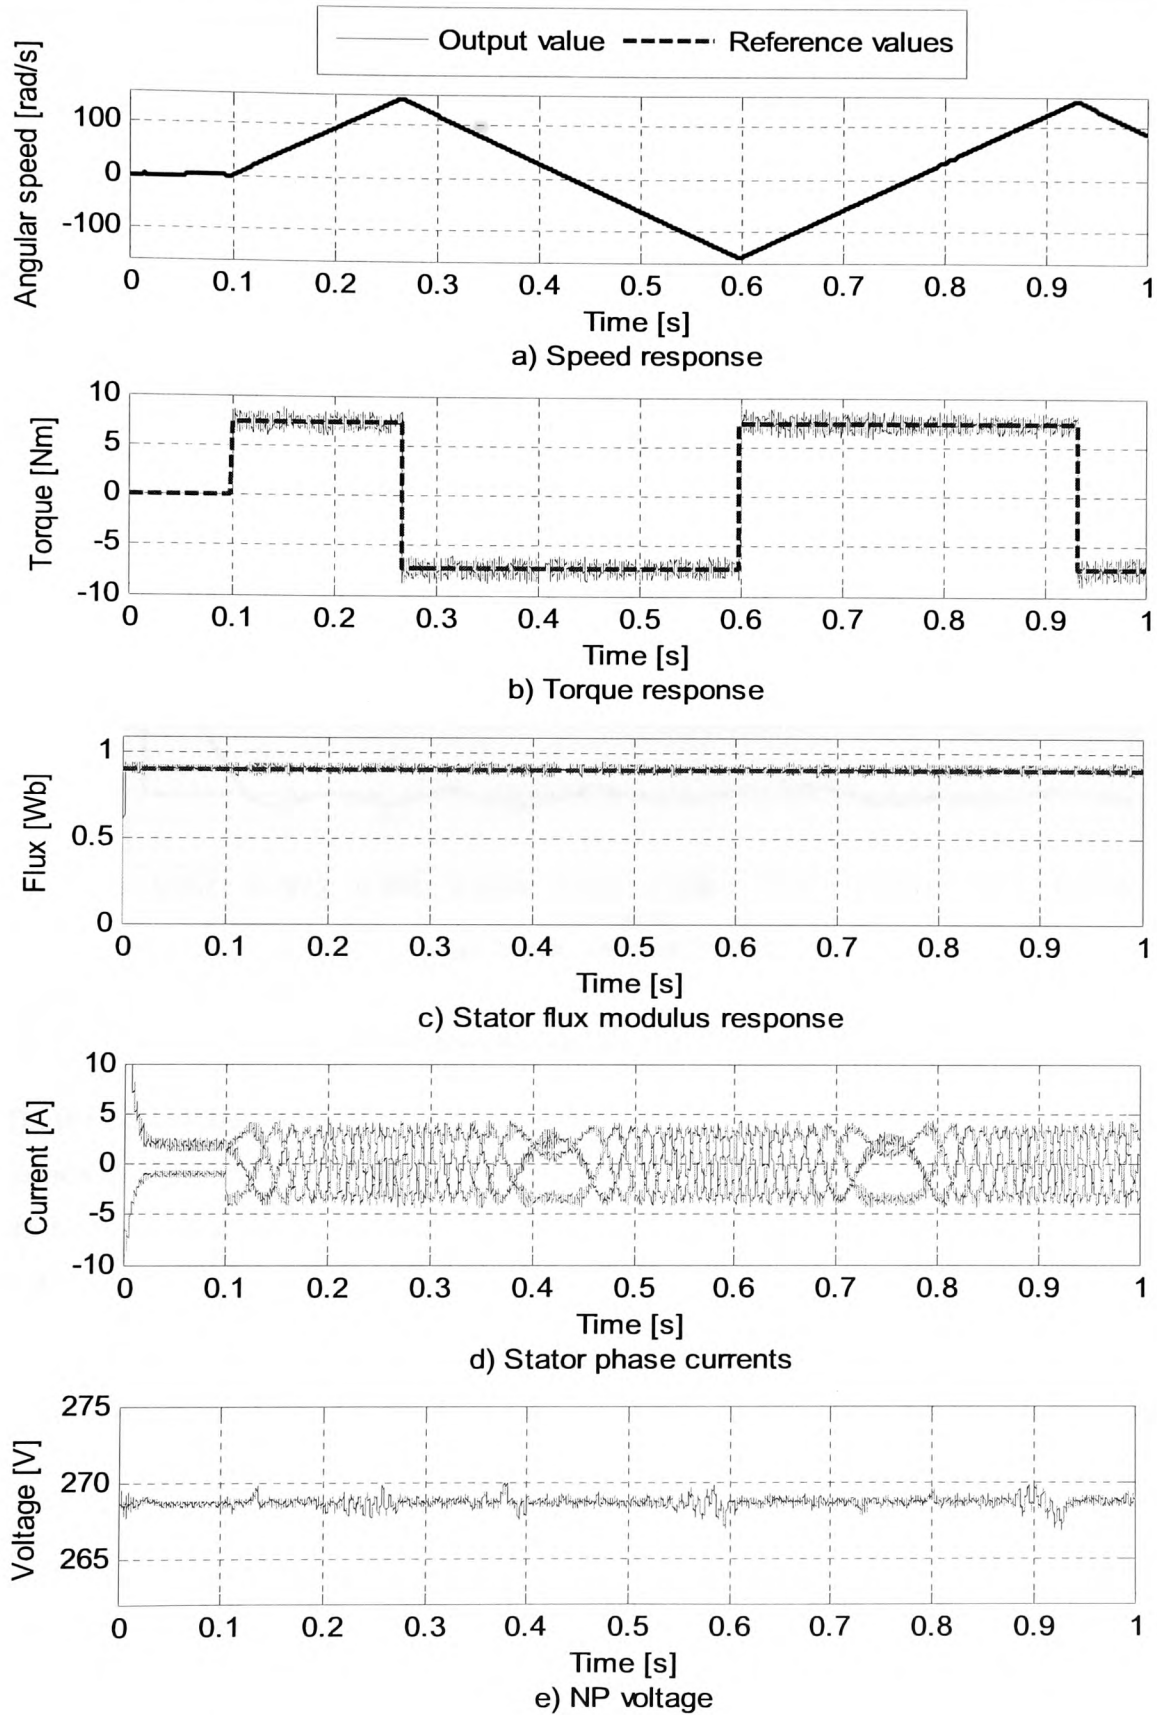 Output value Reference values
Angular speed [rad/s]
100
0
-100
0 0.1 0.2 0.3 0.4 0.5 0.6 0.7 0.8 0.9 1
Time [s]
a) Speed response
Torque [Nm]
10
5
0
-5
-10
0 0.1 0.2 0.3 0.4 0.5 0.6 0.7 0.8 0.9 1
Time [s]
b) Torque response
Flux [Wb]
1
0.5
0
0 0.1 0.2 0.3 0.4 0.5 0.6 0.7 0.8 0.9 1
Time [s]
c) Stator flux modulus response
Current [A]
10
5
0
-5
-10
0 0.1 0.2 0.3 0.4 0.5 0.6 0.7 0.8 0.9 1
Time [s]
d) Stator phase currents
Voltage [V]
275
270
265
0 0.1 0.2 0.3 0.4 0.5 0.6 0.7 0.8 0.9 1
Time [s]
e) NP voltage